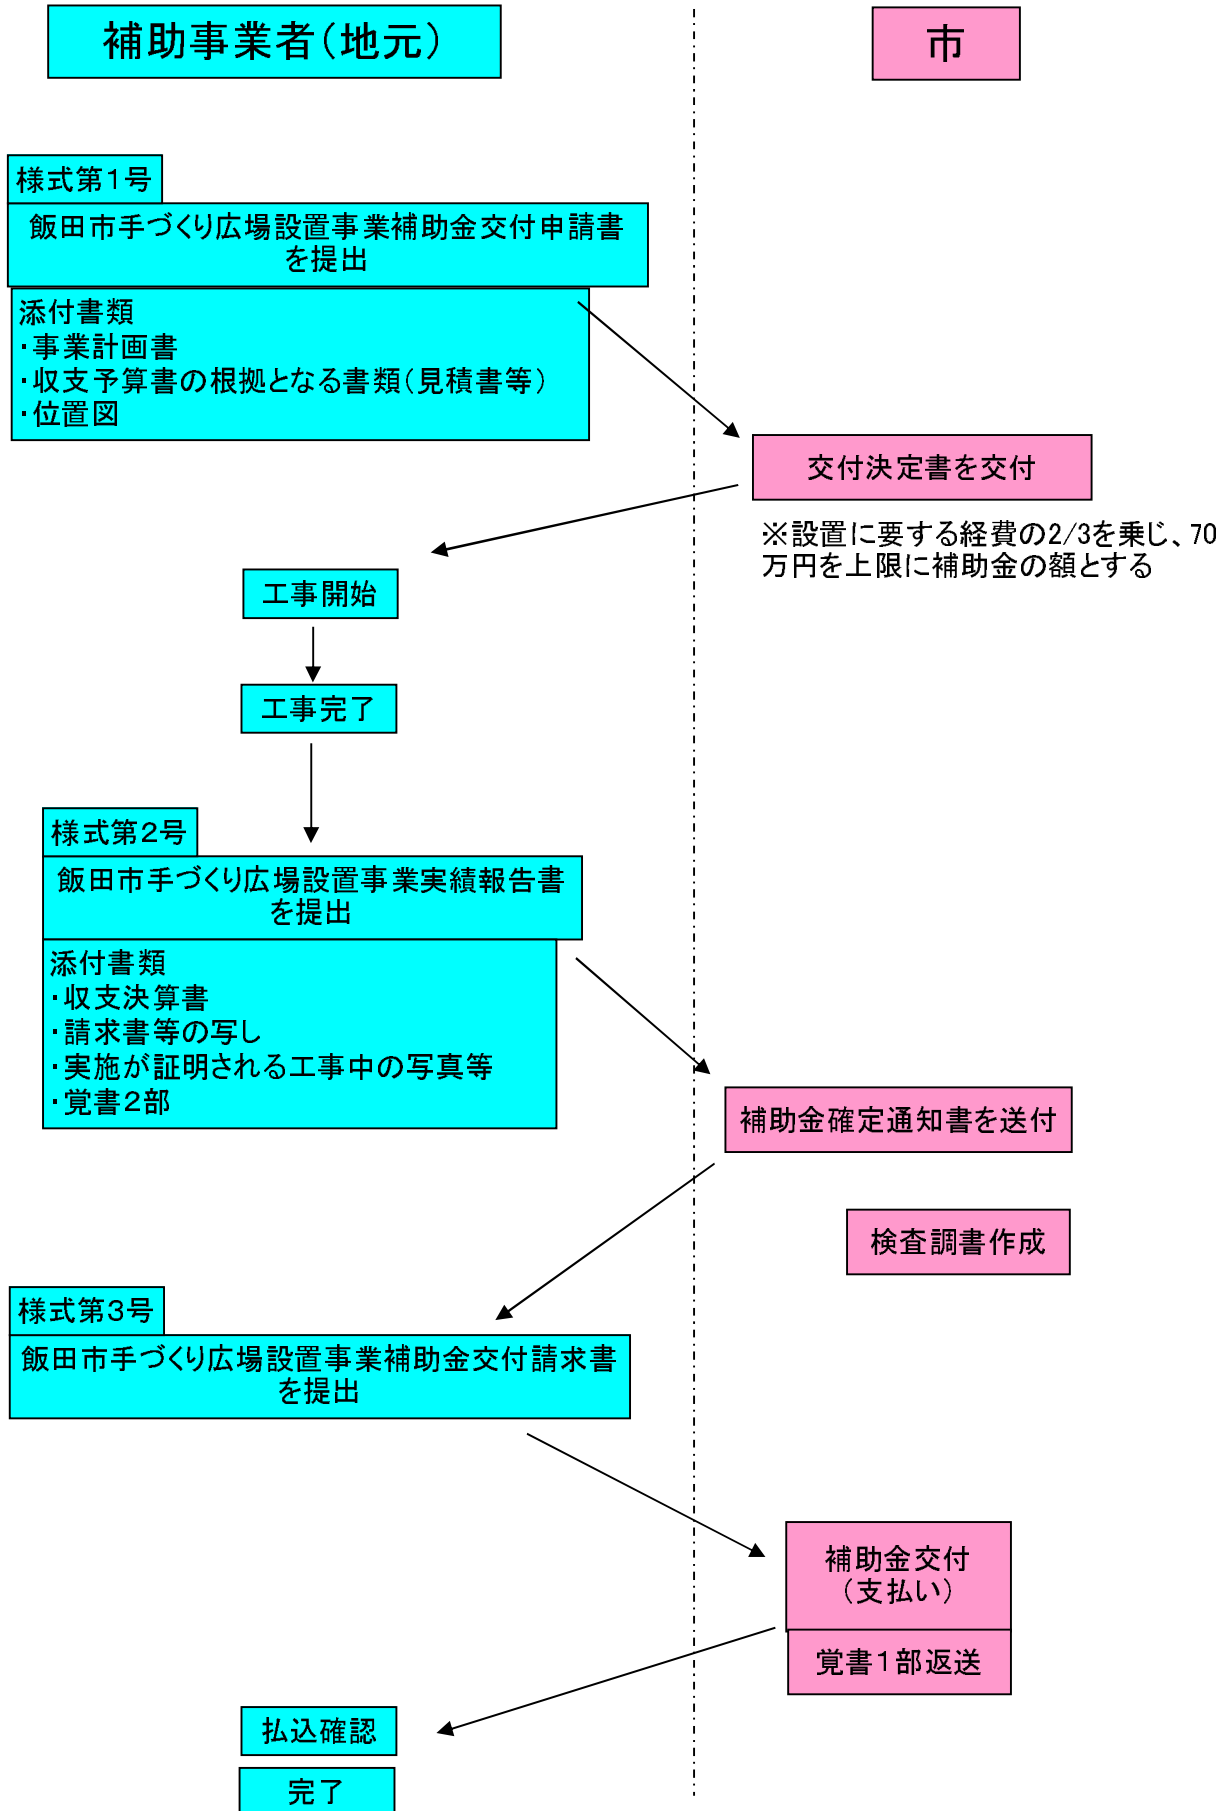 補助事業者（地元）
市
様式第１号
飯田市手づくり広場設置事業補助金交付申請書
を提出
添付書類
・事業計画書
・収支予算書の根拠となる書類（見積書等）
・位置図
交付決定書を交付
※設置に要する経費の2/3を乗じ、70
万円を上限に補助金の額とする
工事開始
工事完了
様式第２号
飯田市手づくり広場設置事業実績報告書
を提出
添付書類
・収支決算書
・請求書等の写し
・実施が証明される工事中の写真等
・覚書２部
補助金確定通知書を送付
検査調書作成
様式第３号
飯田市手づくり広場設置事業補助金交付請求書
を提出
補助金交付
（支払い）
覚書１部返送
払込確認
完了